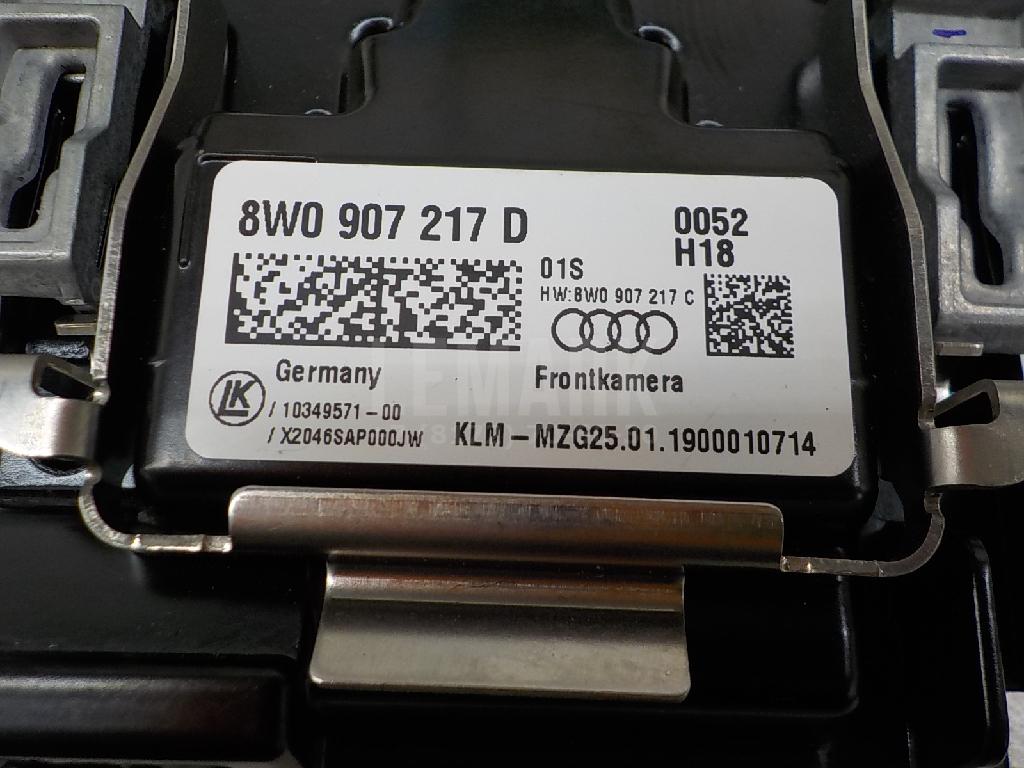 8W0 907 217 D
0052
H18
01S
HW:8W0 907 217 C
Germany
Frontkamera
LK
/ 10349571-00
/ X2046SAP000JW
KLM-MZG25.01.1900010714